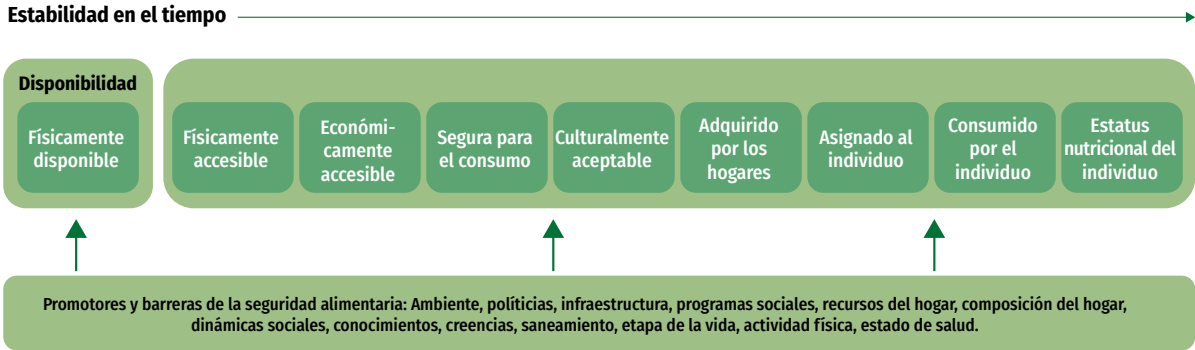 Estabilidad en el tiempo
Disponibilidad
Físicamente
disponible
Físicamente
accesible
Económi-
camente
accesible
Segura para
el consumo
Culturalmente
aceptable
Adquirido
por los
hogares
Asignado al
individuo
Consumido
por el
individuo
Estatus
nutricional del
individuo
Promotores y barreras de la seguridad alimentaria: Ambiente, políticias, infraestructura, programas sociales, recursos del hogar, composición del hogar,
dinámicas sociales, conocimientos, creencias, saneamiento, etapa de la vida, actividad física, estado de salud.